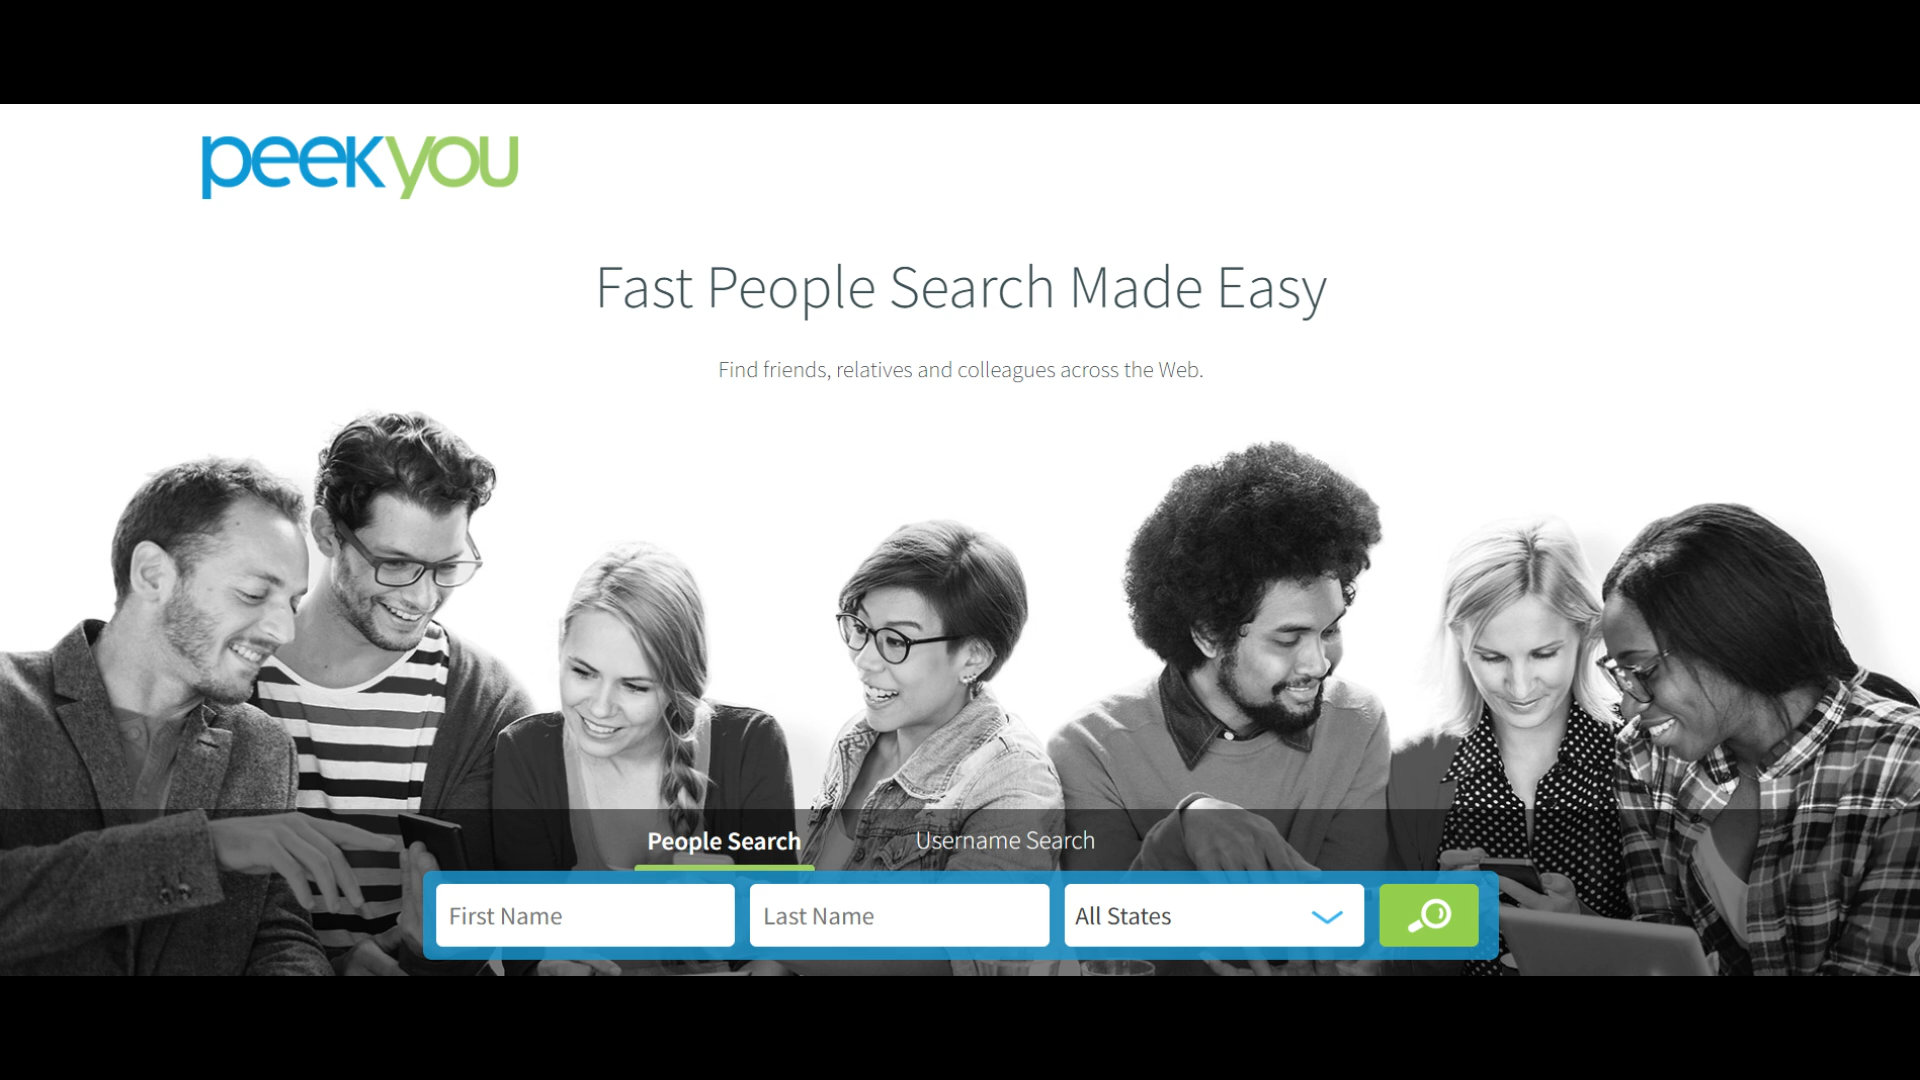 peekyou
Fast People Search Made Easy
Find friends, relatives and colleagues across the Web.
People Search
Username Search
First Name
Last Name
All States